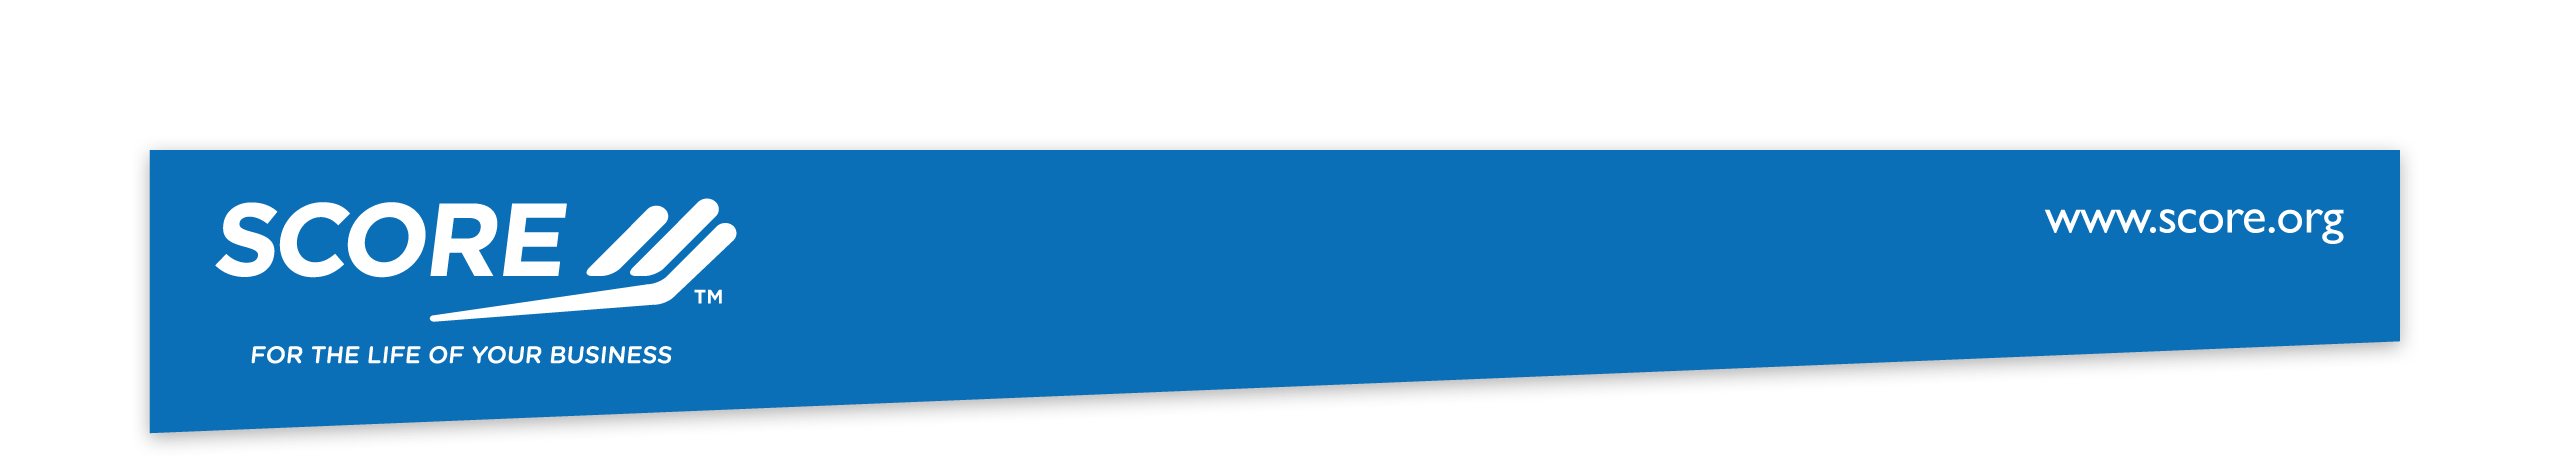 SCORE
TM
FOR THE LIFE OF YOUR BUSINESS
www.score.org